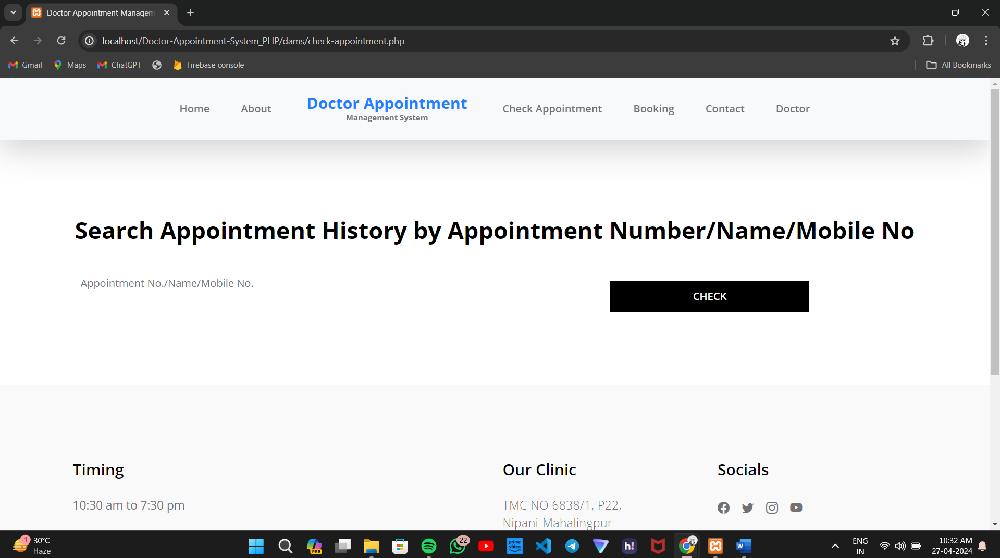 Doctor Appointment Managem
localhost/Doctor-Appointment-System_PHP/dams/check-appointment.php
Gmail
Maps
ChatGPT
Firebase console
All Bookmarks
Home
About
Doctor Appointment
Management System
Check Appointment
Booking
Contact
Doctor
Search Appointment History by Appointment Number/Name/Mobile No
Appointment No./Name/Mobile No.
CHECK
Timing
10:30 am to 7:30 pm
Our Clinic
TMC NO 6838/1, P22,
Nipani-Mahalingpur
Socials
1
30°C
Haze
PRE
22
prime
video
h!
W
ENG
IN
10:32 AM
27-04-2024